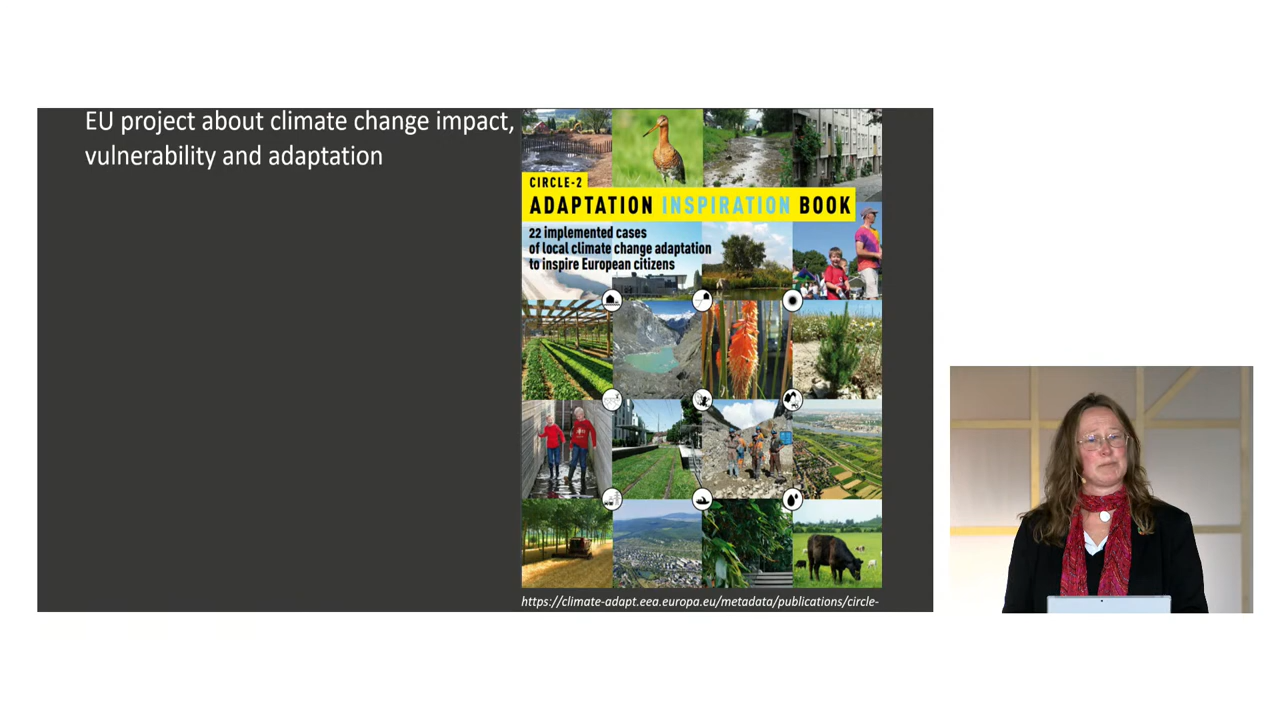 EU project about climate change impact,
vulnerability and adaptation
CIRCLE-2
ADAPTATION INSPIRATION BOOK
22 implemented cases
of local climate change adaptation
to inspire European citizens
https://climate-adapt.eea.europa.eu/metadata/publications/circle-